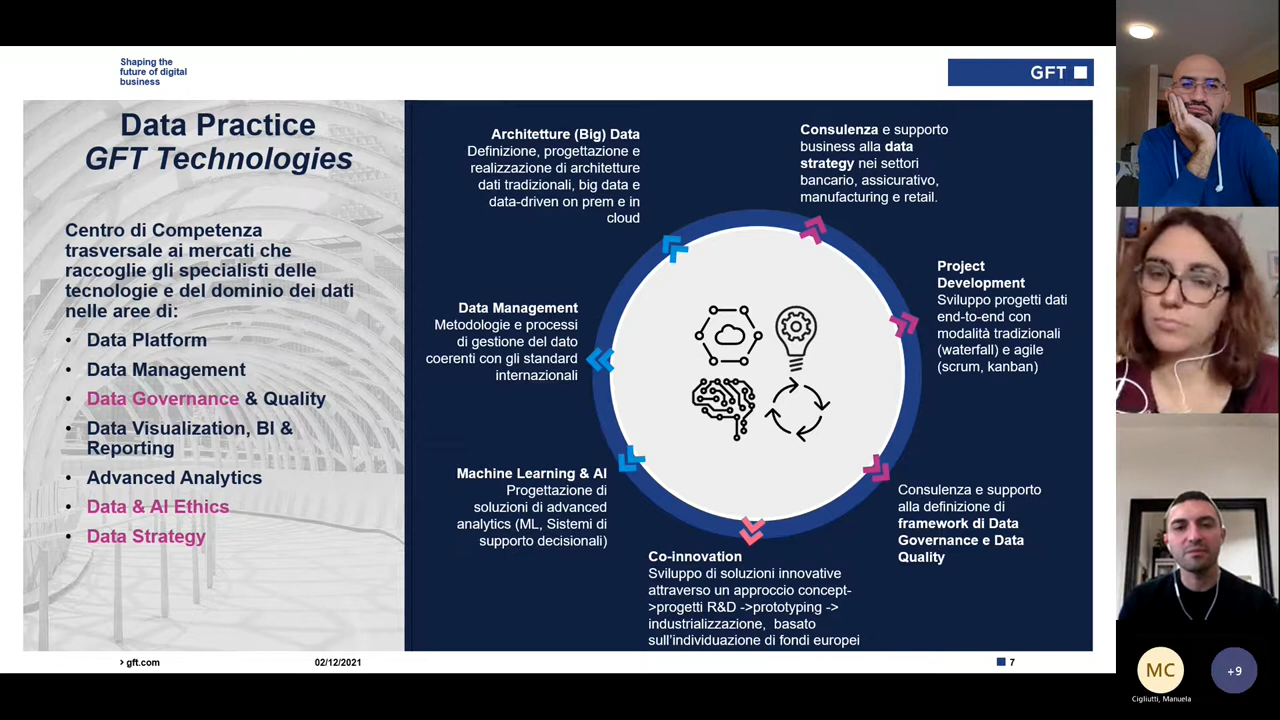 Shaping the
future of digital
business
GFT
Data Practice
GFT Technologies
Centro di Competenza
trasversale ai mercati che
raccoglie gli specialisti delle
tecnologie e del dominio dei dati
nelle aree di:
• Data Platform
• Data Management
• Data Governance & Quality
• Data Visualization, BI &
Reporting
• Advanced Analytics
• Data & AI Ethics
• Data Strategy
Architetture (Big) Data
Definizione, progettazione e
realizzazione di architetture
dati tradizionali, big data e
data-driven on prem e in
cloud
Data Management
Metodologie e processi
di gestione del dato
coerenti con gli standard
internazionali
Machine Learning & AI
Progettazione di
soluzioni di advanced
analytics (ML, Sistemi di
supporto decisionali)
Co-innovation
Sviluppo di soluzioni innovative
attraverso un approccio concept-
>progetti R&D ->prototyping ->
industrializzazione, basato
sull'individuazione di fondi europei
Consulenza e supporto
business alla data
strategy nei settori
bancario, assicurativo,
manufacturing e retail.
Project
Development
Sviluppo progetti dati
end-to-end con
modalità tradizionali
(waterfall) e agile
(scrum, kanban)
Consulenza e supporto
alla definizione di
framework di Data
Governance e Data
Quality
> gft.com
02/12/2021
7
MC
+9
Cigliutti, Manuela